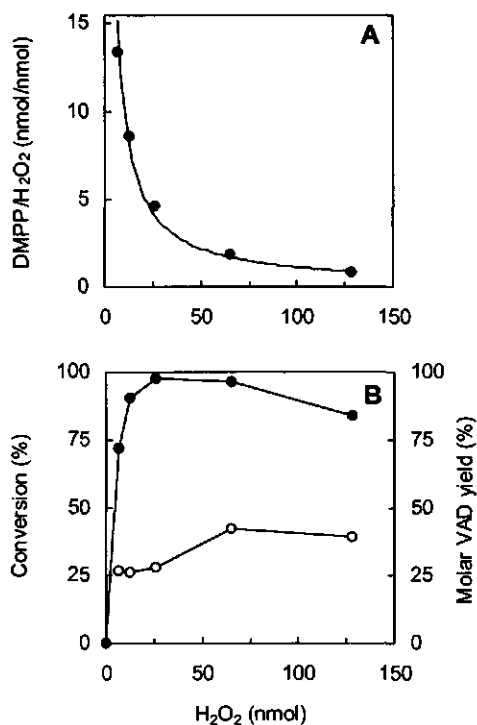 A
15
10
5
0
DMPP/H₂O₂ (nmol/nmol)
0 50 100 150
B
100 100
75 75
50 50
25 25
0 0
Conversion (%)
Molar VAD yield (%)
0 50 100 150
H₂O₂ (nmol)